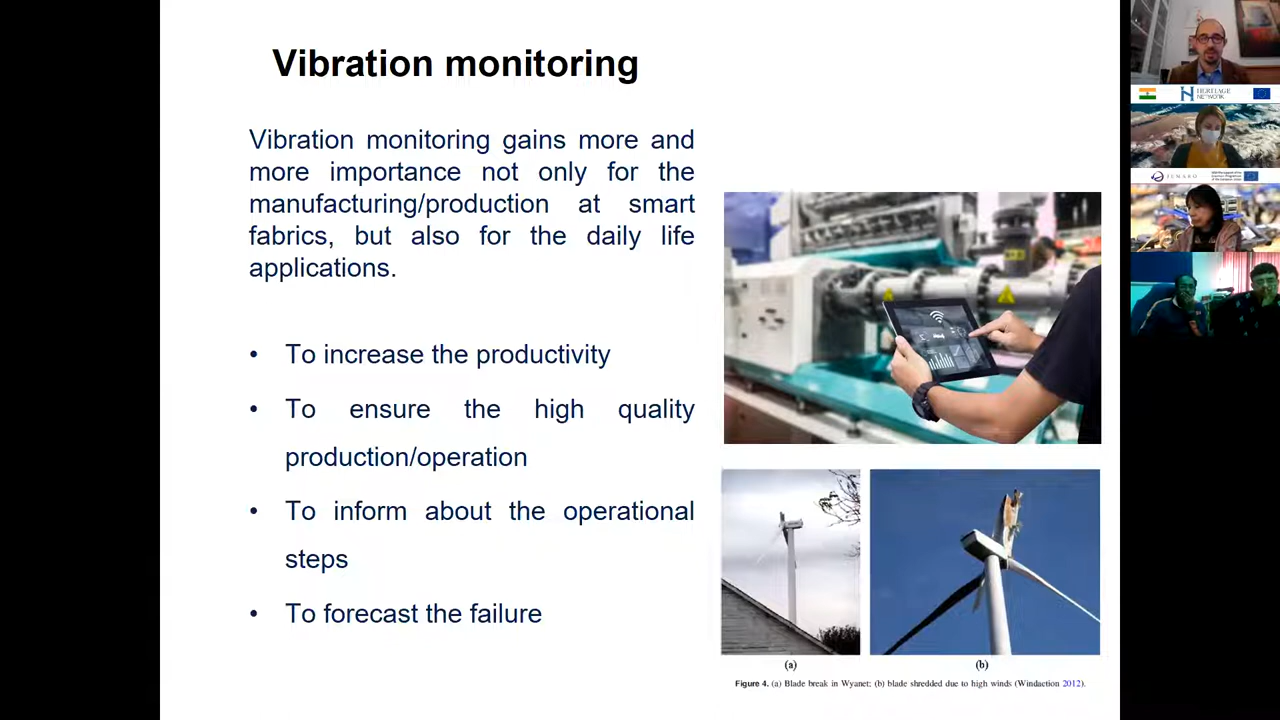 Vibration monitoring
Vibration monitoring gains more and
more importance not only for the
manufacturing/production at smart
fabrics, but also for the daily life
applications.
• To increase the productivity
• To ensure the high quality
production/operation
• To inform about the operational
steps
• To forecast the failure
(a)
(b)
Figure 4. (a) Blade break in Wyanet; (b) blade shredded due to high winds (Windaction 2012).
HERITAGE
NETWORK